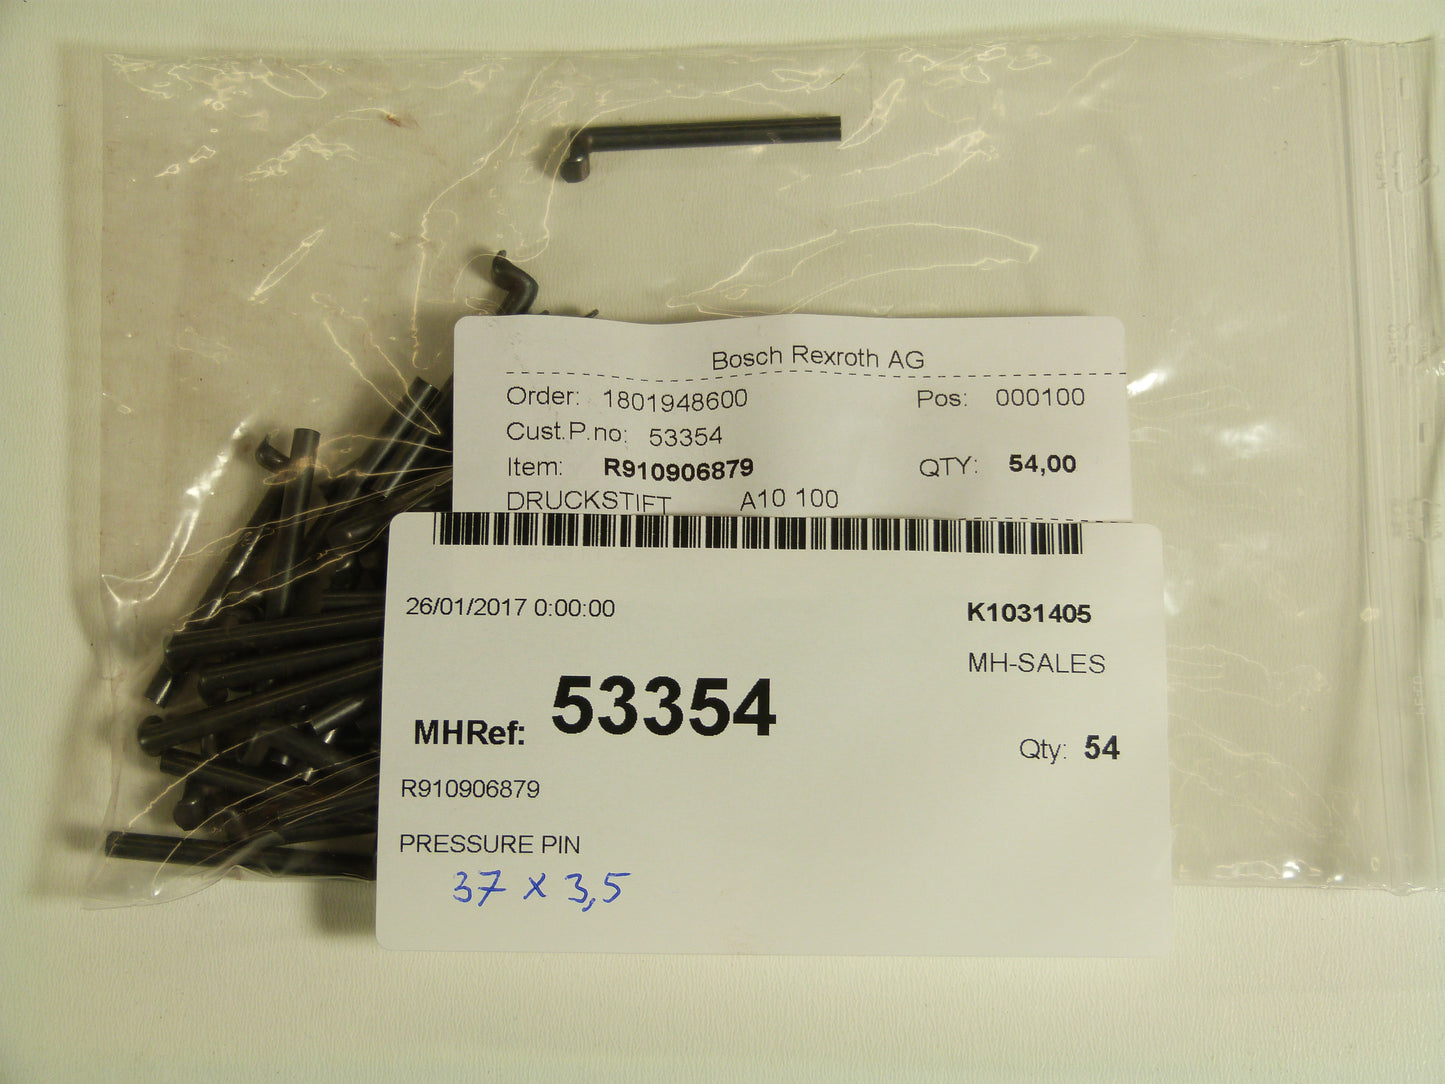 Bosch Rexroth AG
Order: 1801948600 Pos: 000100
Cust.P.no: 53354
Item: R910906879 QTY: 54,00
DRUCKSTIFT A10 100
26/01/2017 0:00:00 K1031405
MH-SALES
MHRef: 53354
Qty: 54
R910906879
PRESSURE PIN
37 x 3,5